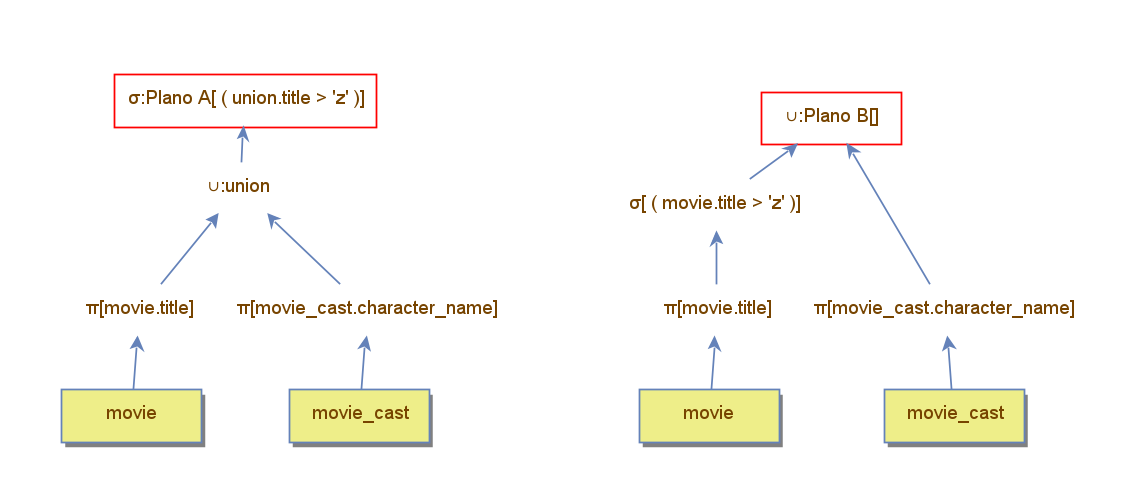 σ:Plano A[ ( union.title > 'z' )]
∪:union
π[movie.title]
π[movie_cast.character_name]
movie
movie_cast
∪:Plano B[]
σ[ ( movie.title > 'z' )]
π[movie.title]
π[movie_cast.character_name]
movie
movie_cast